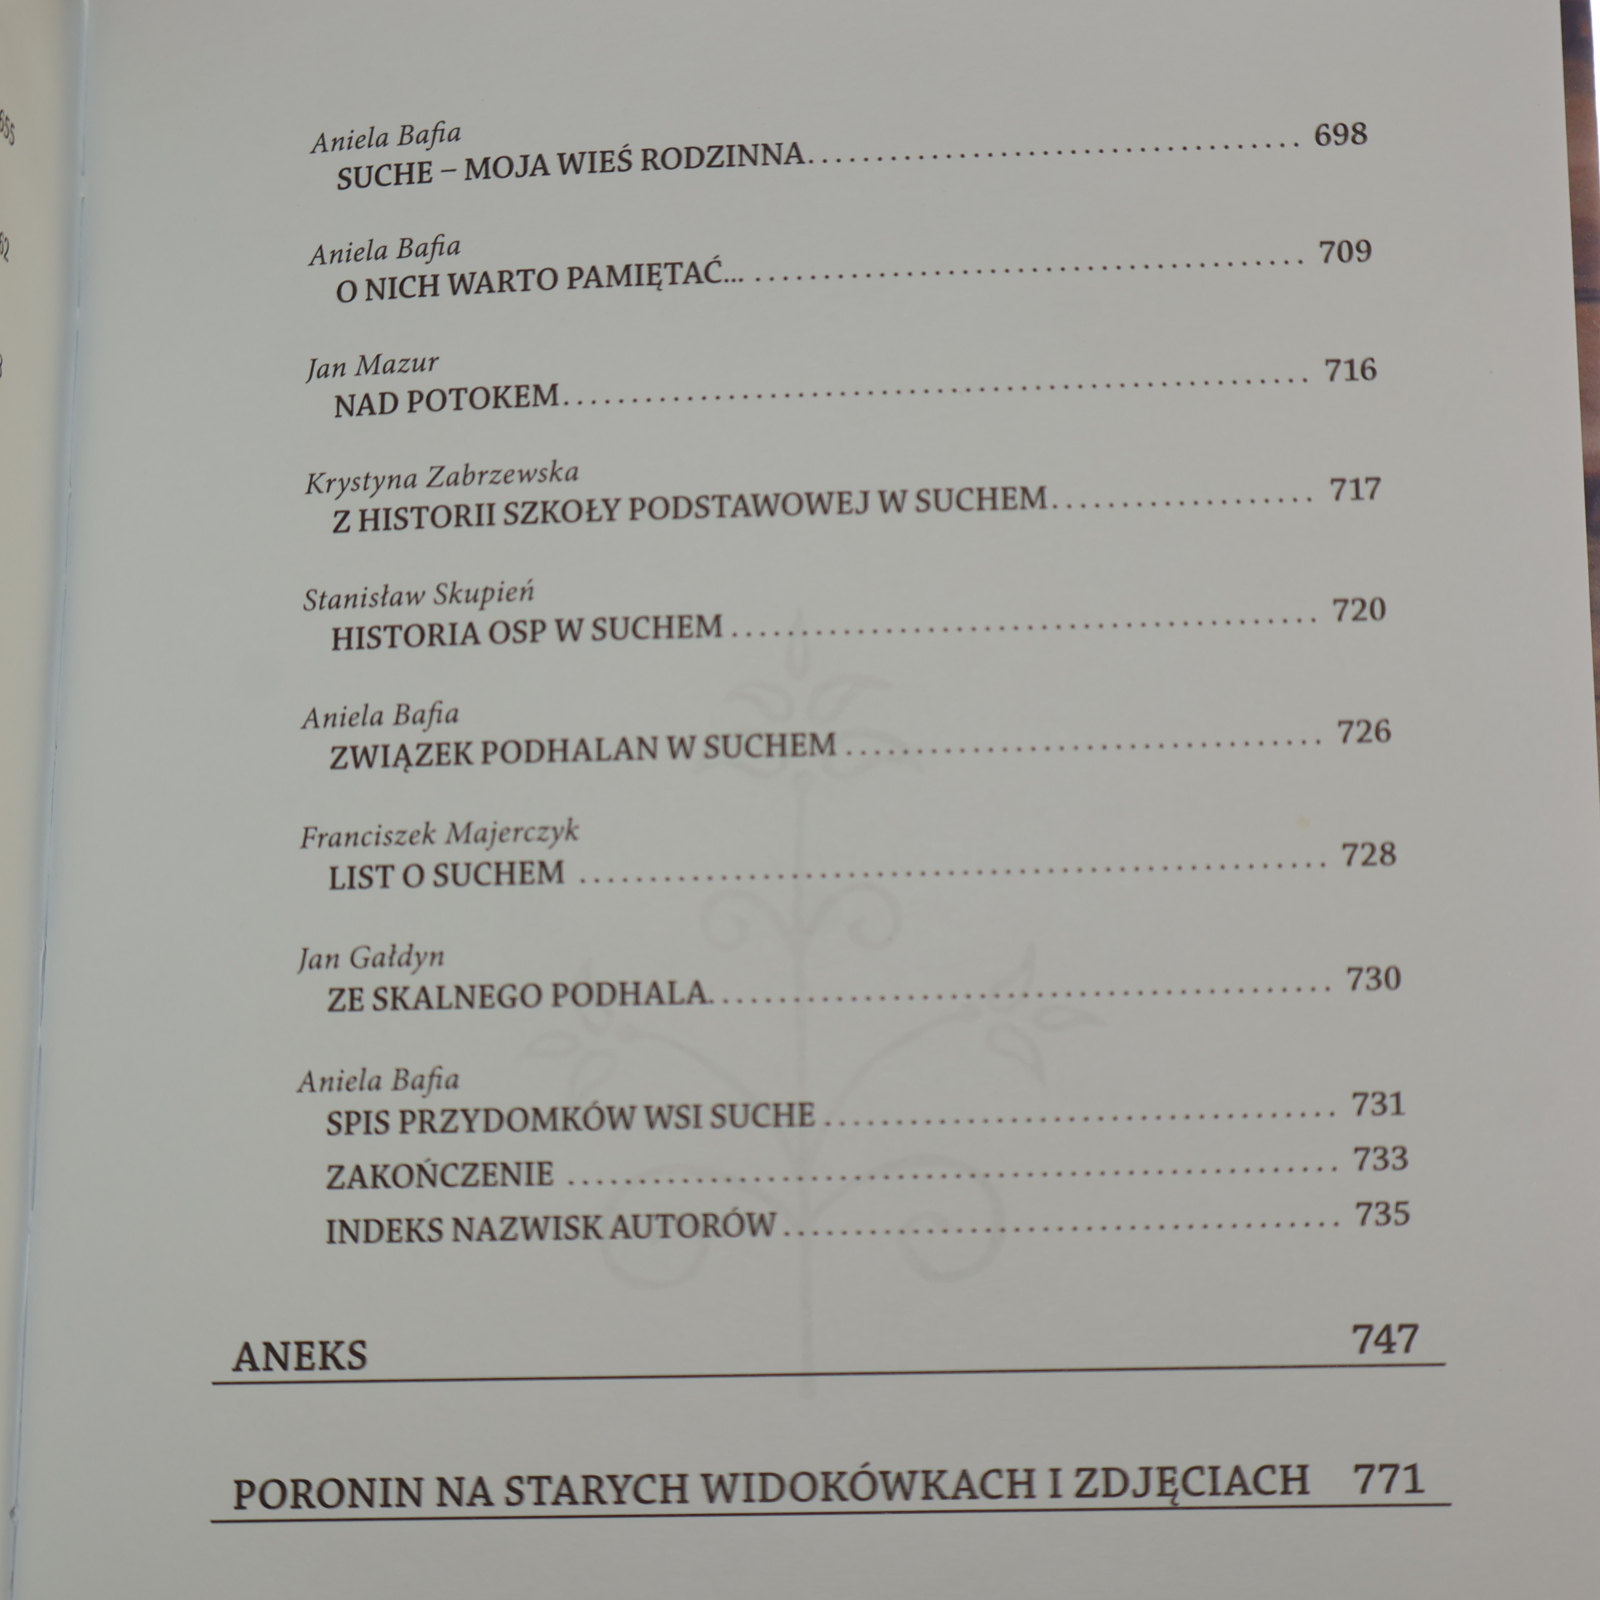 655
62
Aniela Bafia
SUCHE – MOJA WIEŚ RODZINNA........................................ 698
Aniela Bafia
O NICH WARTO PAMIĘTAĆ... ........................................ 709
Jan Mazur
NAD POTOKEM........................................ 716
Krystyna Zabrzewska
Z HISTORII SZKOŁY PODSTAWOWEJ W SUCHEM.................... 717
Stanisław Skupień
HISTORIA OSP W SUCHEM ........................................ 720
Aniela Bafia
ZWIĄZEK PODHALAN W SUCHEM .................................. 726
Franciszek Majerczyk
LIST O SUCHEM ........................................ 728
Jan Gałdyn
ZE SKALNEGO PODHALA........................................ 730
Aniela Bafia
SPIS PRZYDOMKÓW WSI SUCHE .................................... 731
ZAKOŃCZENIE ........................................ 733
INDEKS NAZWISK AUTORÓW ........................................ 735
ANEKS 747
PORONIN NA STARYCH WIDOKÓWKACH I ZDJĘCIACH 771